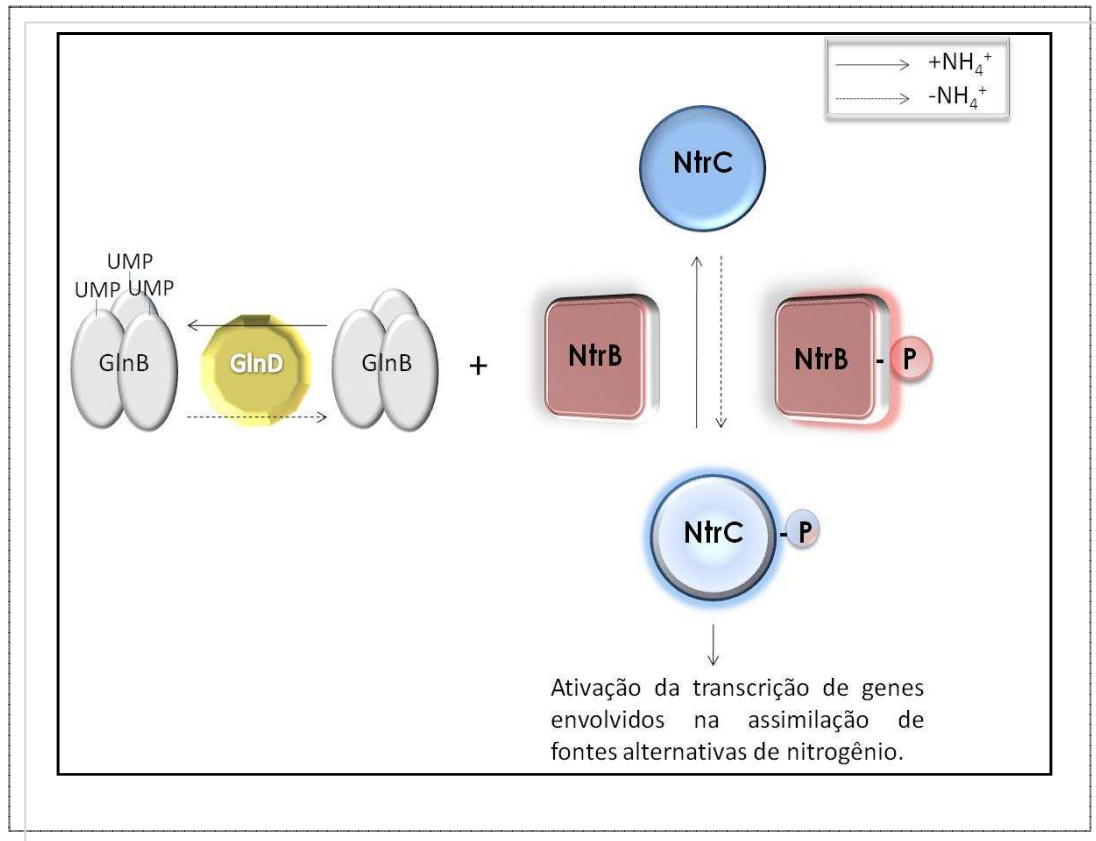 +NH₄⁺
-NH₄⁺
NtrC
UMP
UMP UMP
GlnB
GlnD
GlnB
+
NtrB
NtrB - P
NtrC - P
Ativação da transcrição de genes
envolvidos na assimilação de
fontes alternativas de nitrogênio.